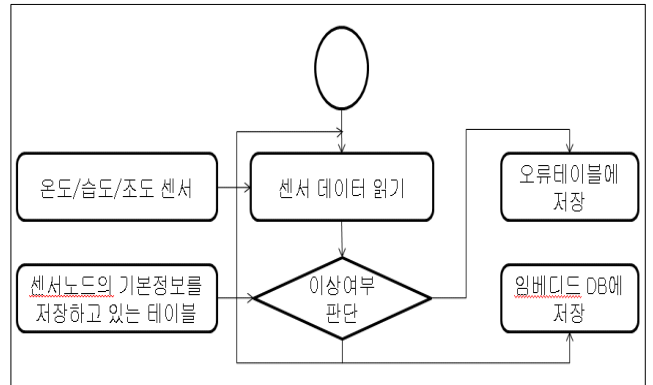 온도/습도/조도 센서
센서 데이터 읽기
오류테이블에
저장
센서노드의 기본정보를
저장하고 있는 테이블
이상여부
판단
임베디드 DB에
저장